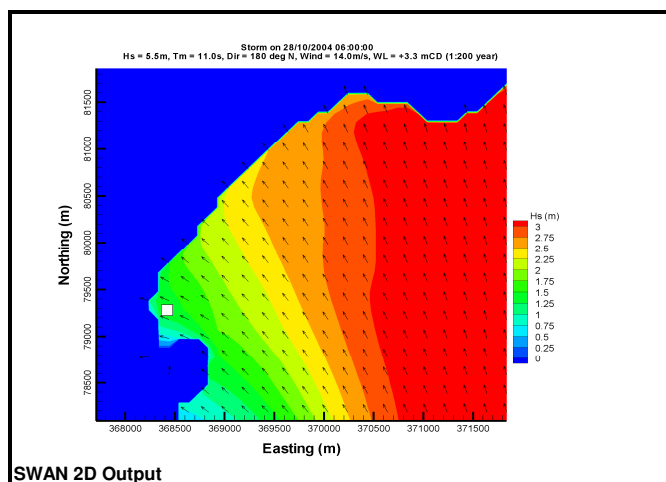 Storm on 28/10/2004 06:00:00
Hs = 5.5m, Tm = 11.0s, Dir = 180 deg N, Wind = 14.0m/s, WL = +3.3 mCD (1:200 year)
Northing (m)
81500
81000
80500
80000
79500
79000
78500
368000 368500 369000 369500 370000 370500 371000 371500
Easting (m)
Hs (m)
3
2.75
2.5
2.25
2
1.75
1.5
1.25
1
0.75
0.5
0.25
0
SWAN 2D Output